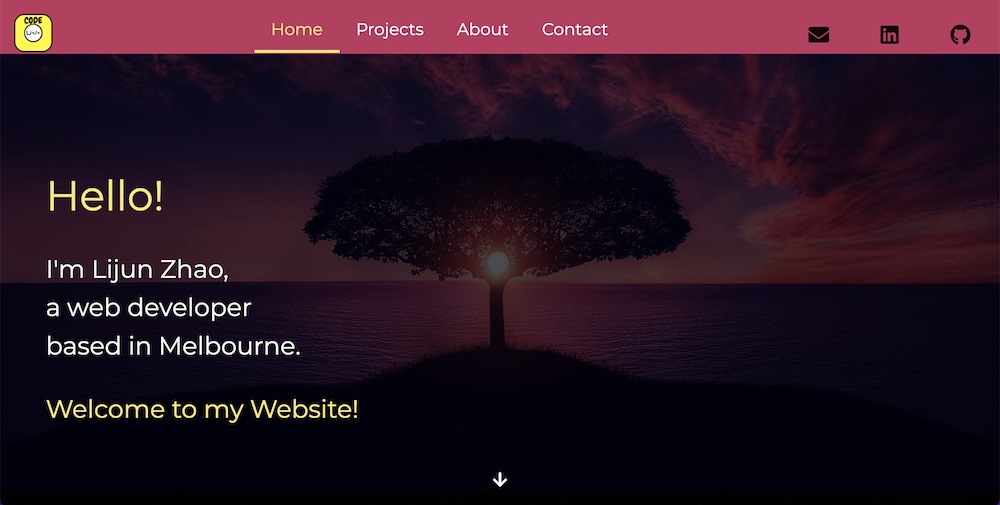 CODE
Home Projects About Contact
Hello!
I'm Lijun Zhao,
a web developer
based in Melbourne.
Welcome to my Website!